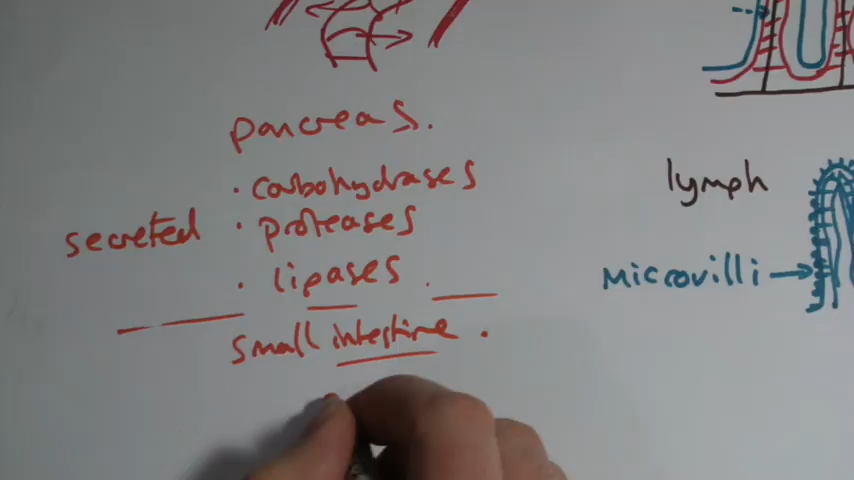 pancreas.
· carbohydrases
secreted · proteases
· lipases.
small intestine.
lymph
Microvilli